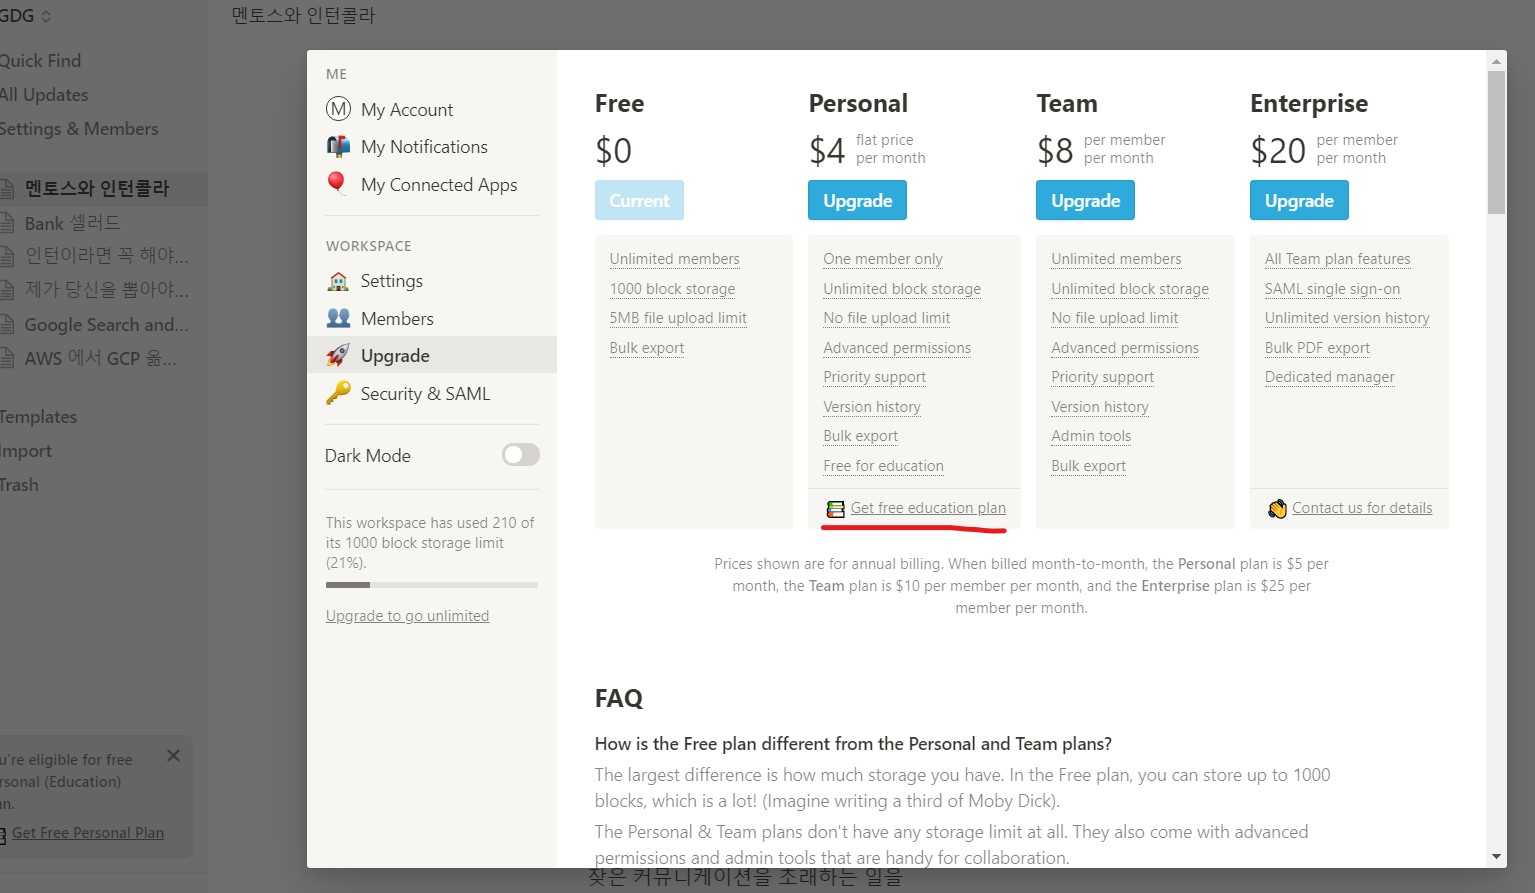 GDG
Quick Find
All Updates
Settings & Members
멘토스와 인턴콜라
Bank 셀러드
인턴이라면 꼭 해야...
제가 당신을 뽑아야...
Google Search and...
AWS 에서 GCP 옮...
Templates
Import
Trash
u're eligible for free
rsonal (Education)
n.
Get Free Personal Plan
멘토스와 인턴콜라
ME
M My Account
My Notifications
My Connected Apps
WORKSPACE
Settings
Members
Upgrade
Security & SAML
Dark Mode
This workspace has used 210 of
its 1000 block storage limit
(21%).
Upgrade to go unlimited
Free
$0
Current
Unlimited members
1000 block storage
5MB file upload limit
Bulk export
Personal
$4 flat price
per month
Upgrade
One member only
Unlimited block storage
No file upload limit
Advanced permissions
Priority support
Version history
Bulk export
Free for education
Get free education plan
Team
$8 per member
per month
Upgrade
Unlimited members
Unlimited block storage
No file upload limit
Advanced permissions
Priority support
Version history
Admin tools
Bulk export
Enterprise
$20 per member
per month
Upgrade
All Team plan features
SAML single sign-on
Unlimited version history
Bulk PDF export
Dedicated manager
Contact us for details
Prices shown are for annual billing. When billed month-to-month, the Personal plan is $5 per
month, the Team plan is $10 per member per month, and the Enterprise plan is $25 per
member per month.
FAQ
How is the Free plan different from the Personal and Team plans?
The largest difference is how much storage you have. In the Free plan, you can store up to 1000
blocks, which is a lot! (Imagine writing a third of Moby Dick).
The Personal & Team plans don't have any storage limit at all. They also come with advanced
permissions and admin tools that are handy for collaboration.
잦은 커뮤니케이션을 초래하는 일을